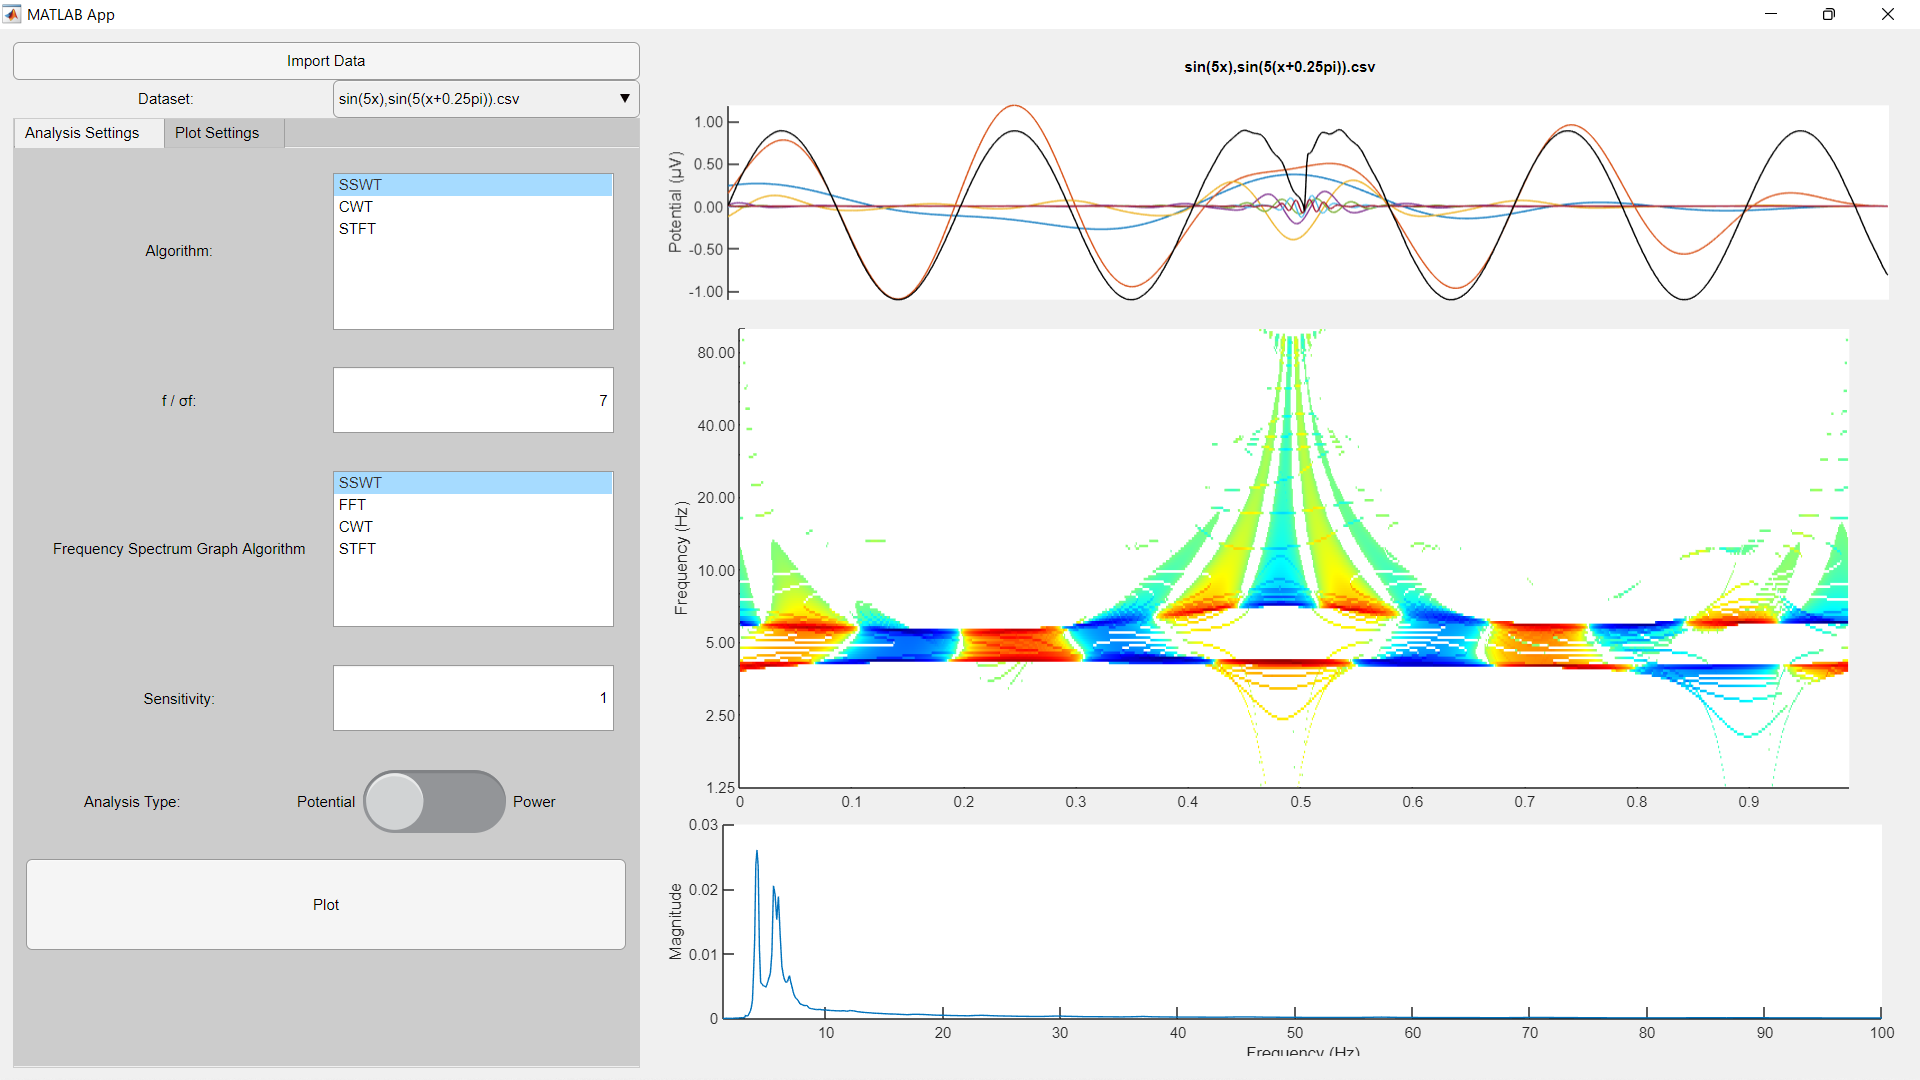 MATLAB App
Import Data
Dataset:
sin(5x),sin(5(x+0.25pi)).csv
Analysis Settings
Plot Settings
Algorithm:
SSWT
CWT
STFT
f / σf:
7
Frequency Spectrum Graph Algorithm
SSWT
FFT
CWT
STFT
Sensitivity:
1
Analysis Type:
Potential
Power
Plot
sin(5x),sin(5(x+0.25pi)).csv
Potential (μV)
1.00
0.50
0.00
-0.50
-1.00
Frequency (Hz)
80.00
40.00
20.00
10.00
5.00
2.50
1.25
0 0.1 0.2 0.3 0.4 0.5 0.6 0.7 0.8 0.9
Magnitude
0.03
0.02
0.01
0
10 20 30 40 50 60 70 80 90 100
Frequency (Hz)